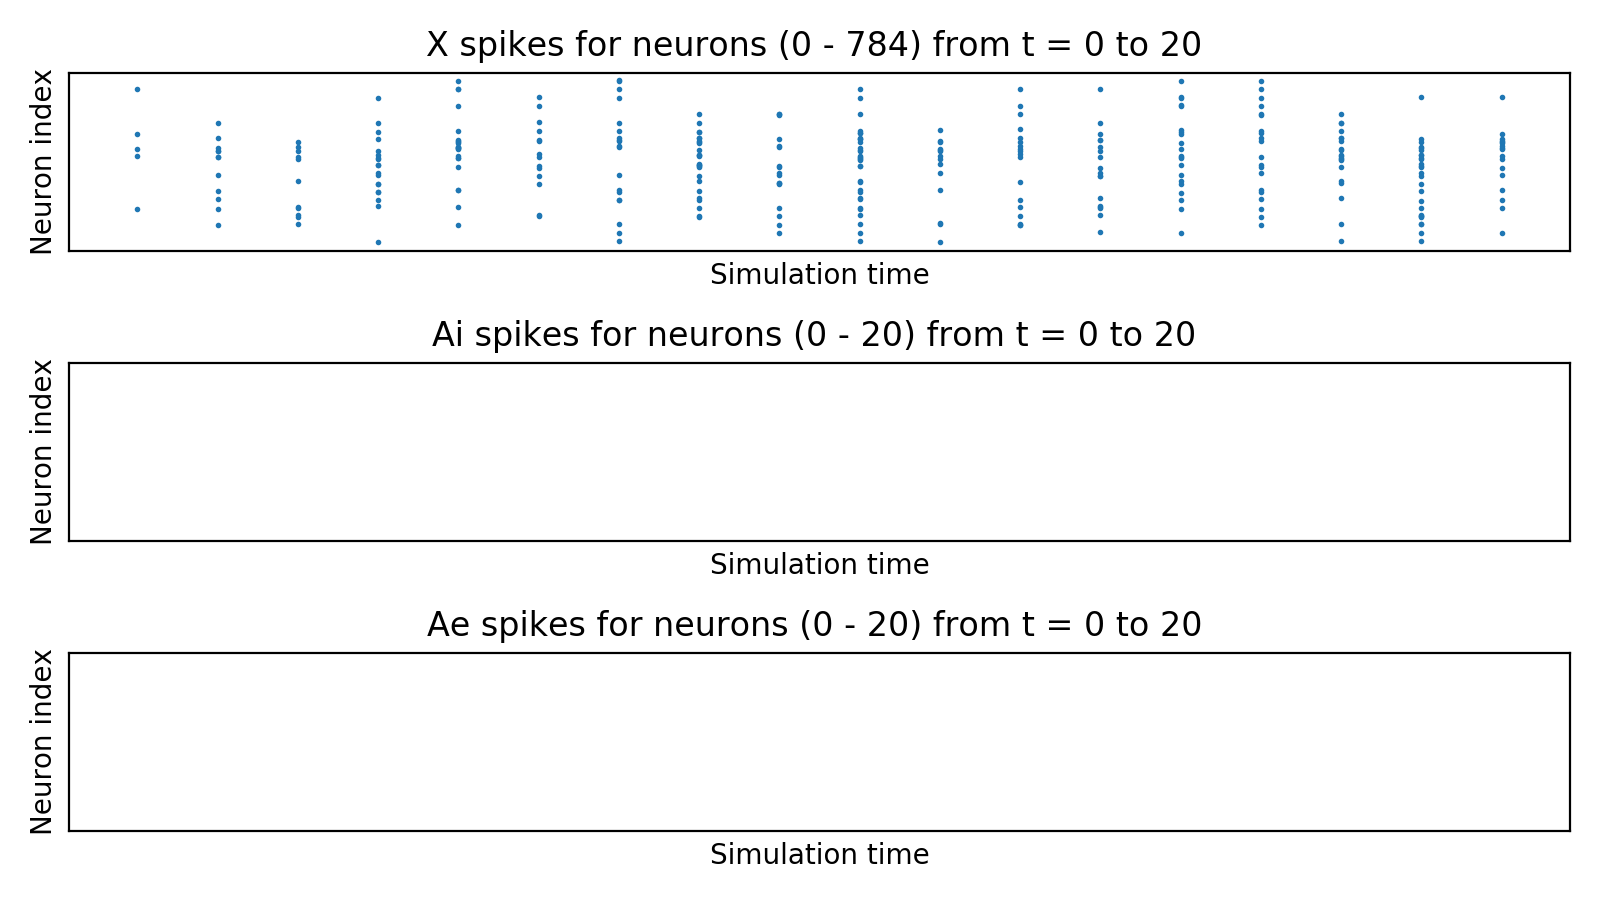 X spikes for neurons (0 - 784) from t = 0 to 20
Neuron index
Simulation time
Ai spikes for neurons (0 - 20) from t = 0 to 20
Neuron index
Simulation time
Ae spikes for neurons (0 - 20) from t = 0 to 20
Neuron index
Simulation time